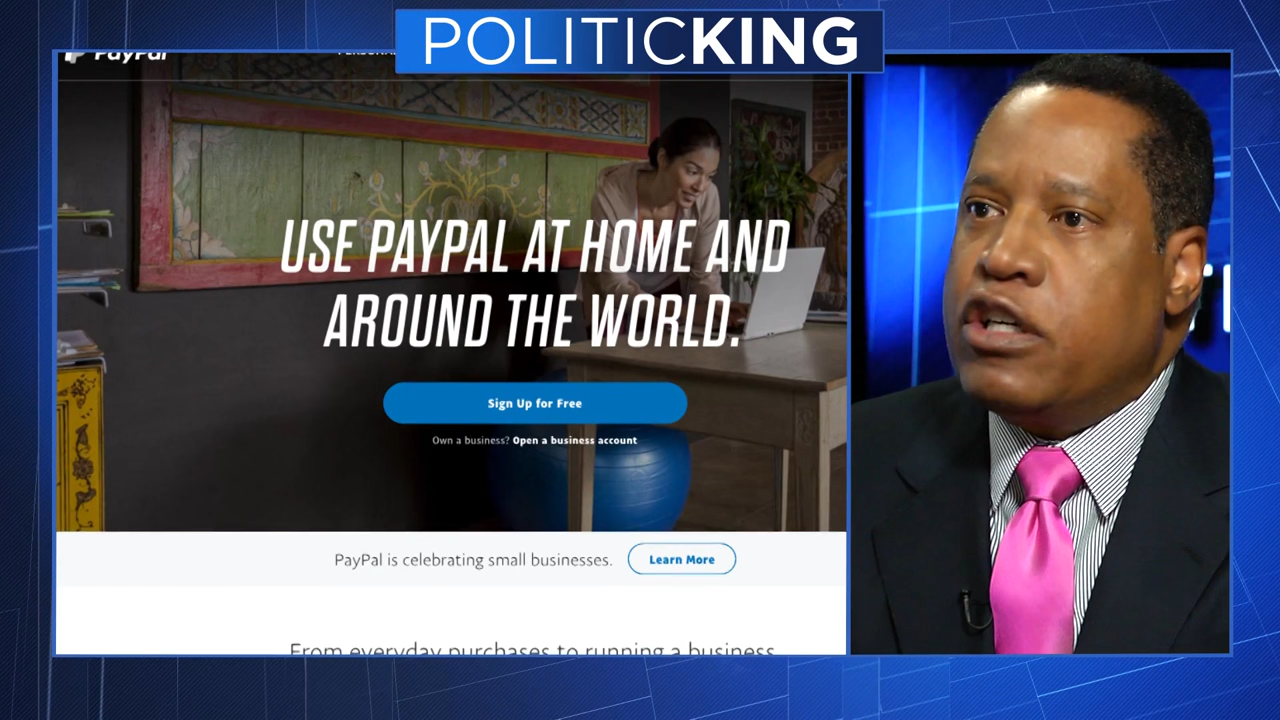 POLITICKING
PayPal
USE PAYPAL AT HOME AND
AROUND THE WORLD.
Sign Up for Free
Own a business? Open a business account
PayPal is celebrating small businesses.
Learn More
From everyday purchases to running a business